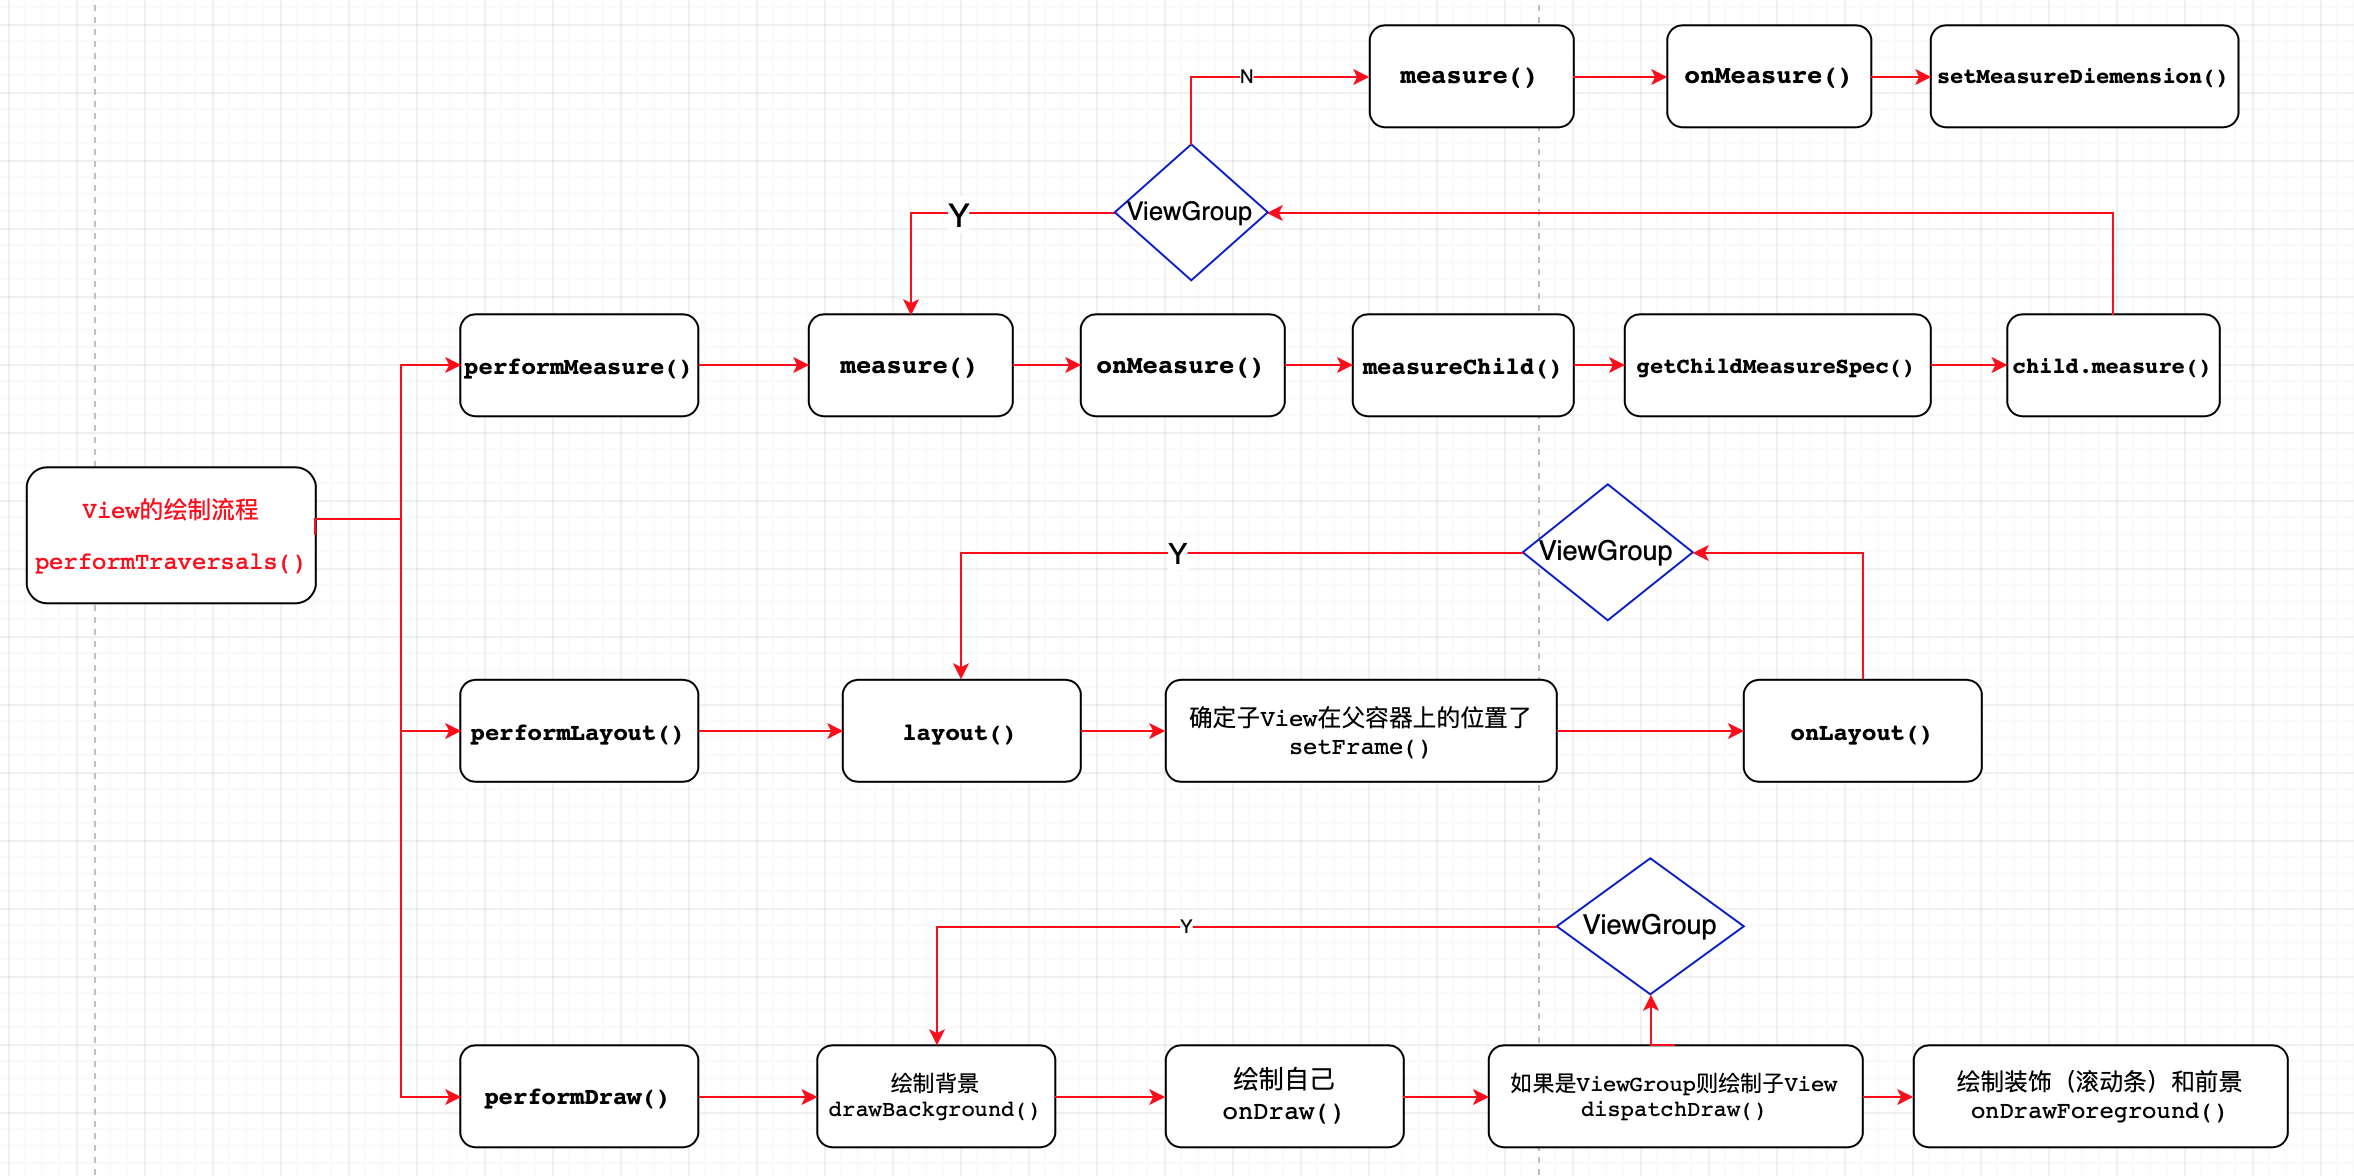 N
measure()
onMeasure()
setMeasureDiemension()
Y
ViewGroup
performMeasure()
measure()
onMeasure()
measureChild()
getChildMeasureSpec()
child.measure()
View的绘制流程
performTraversals()
Y
ViewGroup
performLayout()
layout()
确定子View在父容器上的位置了
setFrame()
onLayout()
Y
ViewGroup
performDraw()
绘制背景
drawBackground()
绘制自己
onDraw()
如果是ViewGroup则绘制子View
dispatchDraw()
绘制装饰（滚动条）和前景
onDrawForeground()